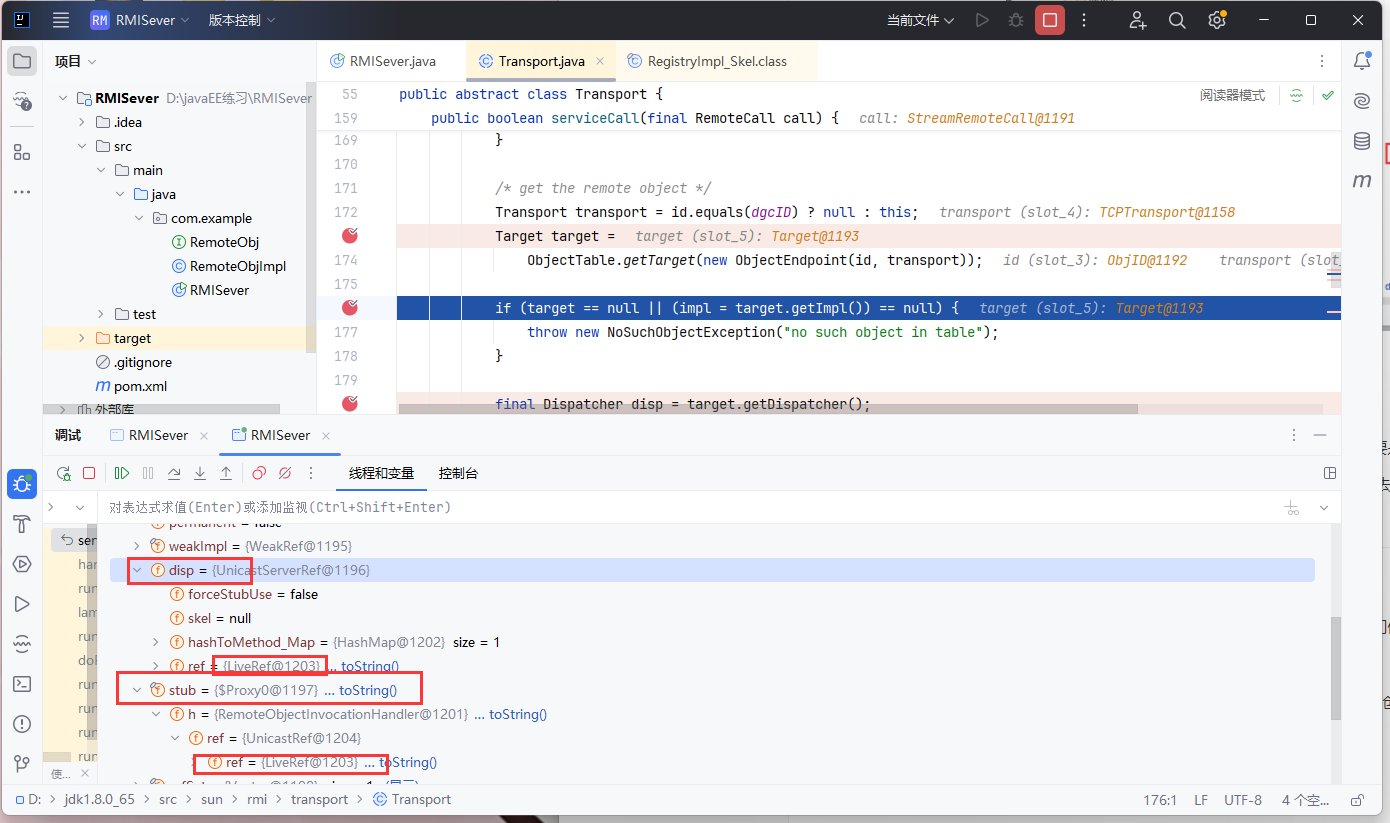 RM RMISever 版本控制 当前文件
项目
RMISever.java Transport.java RegistryImpl_Skel.class
RMISever D:\javaEE练习\RMISever
.idea
src
main
java
com.example
RemoteObj
RemoteObjImpl
RMISever
test
target
.gitignore
pom.xml
外部库
阅读器模式
55 public abstract class Transport {
159 public boolean serviceCall(final RemoteCall call) { call: StreamRemoteCall@1191
169 }
170
171 /* get the remote object */
172 Transport transport = id.equals(dgcID) ? null : this; transport (slot_4): TCPTransport@1158
Target target = target (slot_5): Target@1193
174 ObjectTable.getTarget(new ObjectEndpoint(id, transport)); id (slot_3): ObjID@1192 transport (slot_
175
if (target == null || (impl = target.getImpl()) == null) { target (slot_5): Target@1193
177 throw new NoSuchObjectException("no such object in table");
178 }
179
final Dispatcher disp = target.getDispatcher();
调试 RMISever RMISever
线程和变量 控制台
对表达式求值(Enter)或添加监视(Ctrl+Shift+Enter)
ser
har
run
lam
run
dol
run
run
run
run
使...
permanent = false
weakImpl = {WeakRef@1195}
disp = {UnicastServerRef@1196}
forceStubUse = false
skel = null
hashToMethod_Map = {HashMap@1202} size = 1
ref = {LiveRef@1203} ... toString()
stub = {$Proxy0@1197} ... toString()
h = {RemoteObjectInvocationHandler@1201} ... toString()
ref = {UnicastRef@1204}
ref = {LiveRef@1203} ... toString()
D: > jdk1.8.0_65 > src > sun > rmi > transport > Transport
176:1 LF UTF-8 4 个空...